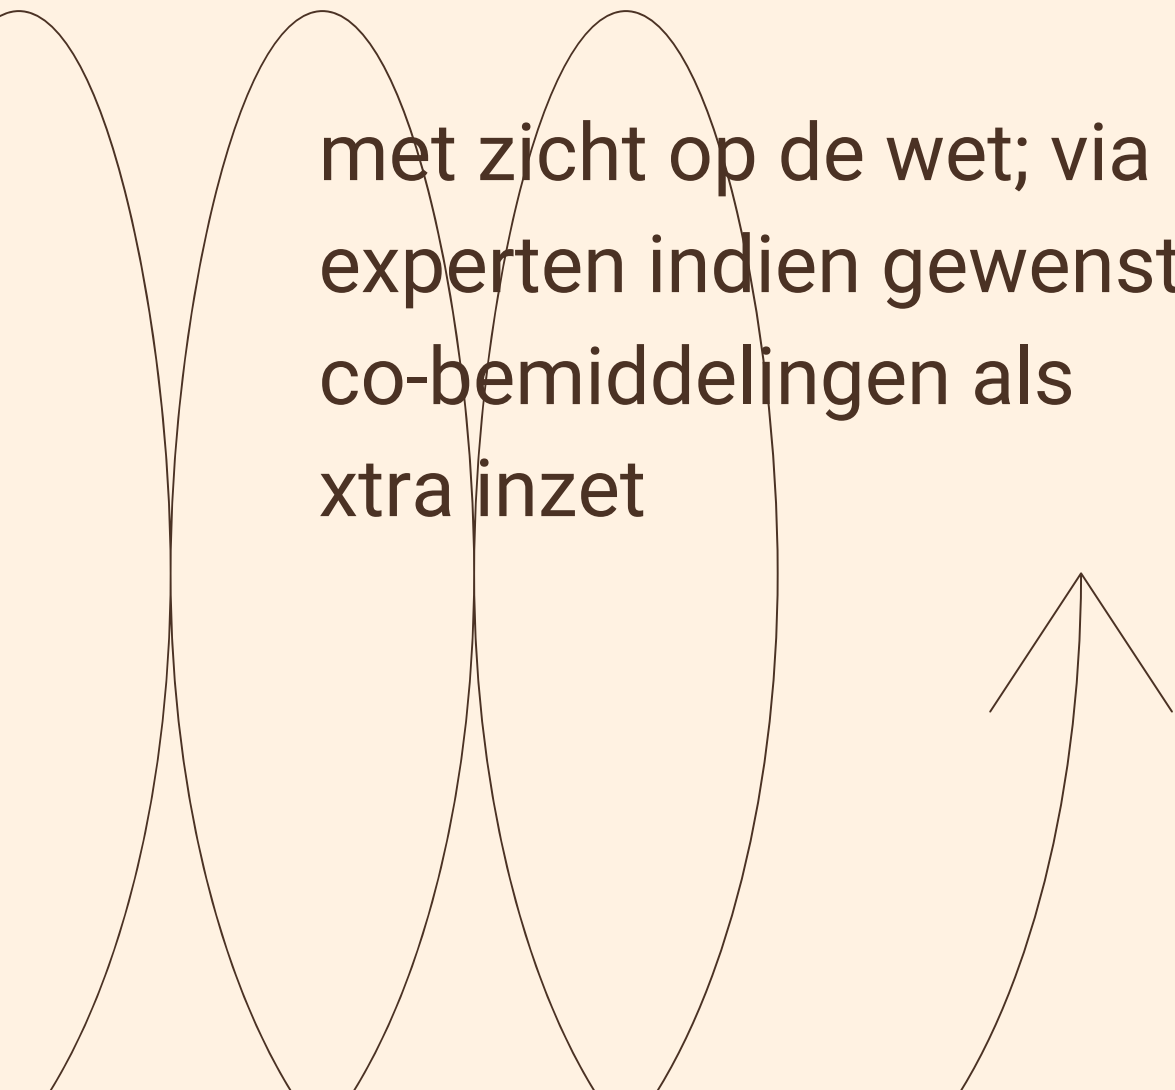 met zicht op de wet; via
experten indien gewenst
co-bemiddelingen als
xtra inzet